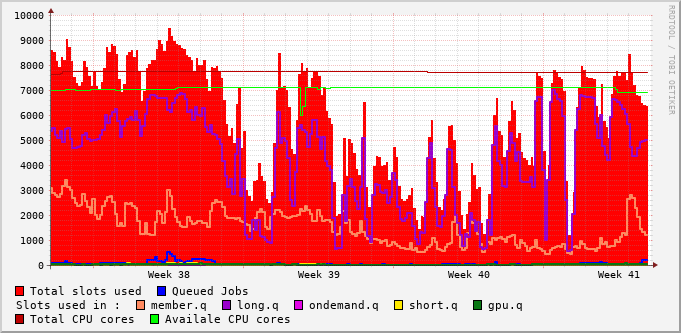 10000
9000
8000
7000
6000
5000
4000
3000
2000
1000
0
Week 38 Week 39 Week 40 Week 41
RRDTOOL / TOBI OETIKER
Total slots used Queued Jobs
Slots used in : member.q long.q ondemand.q short.q gpu.q
Total CPU cores Availale CPU cores